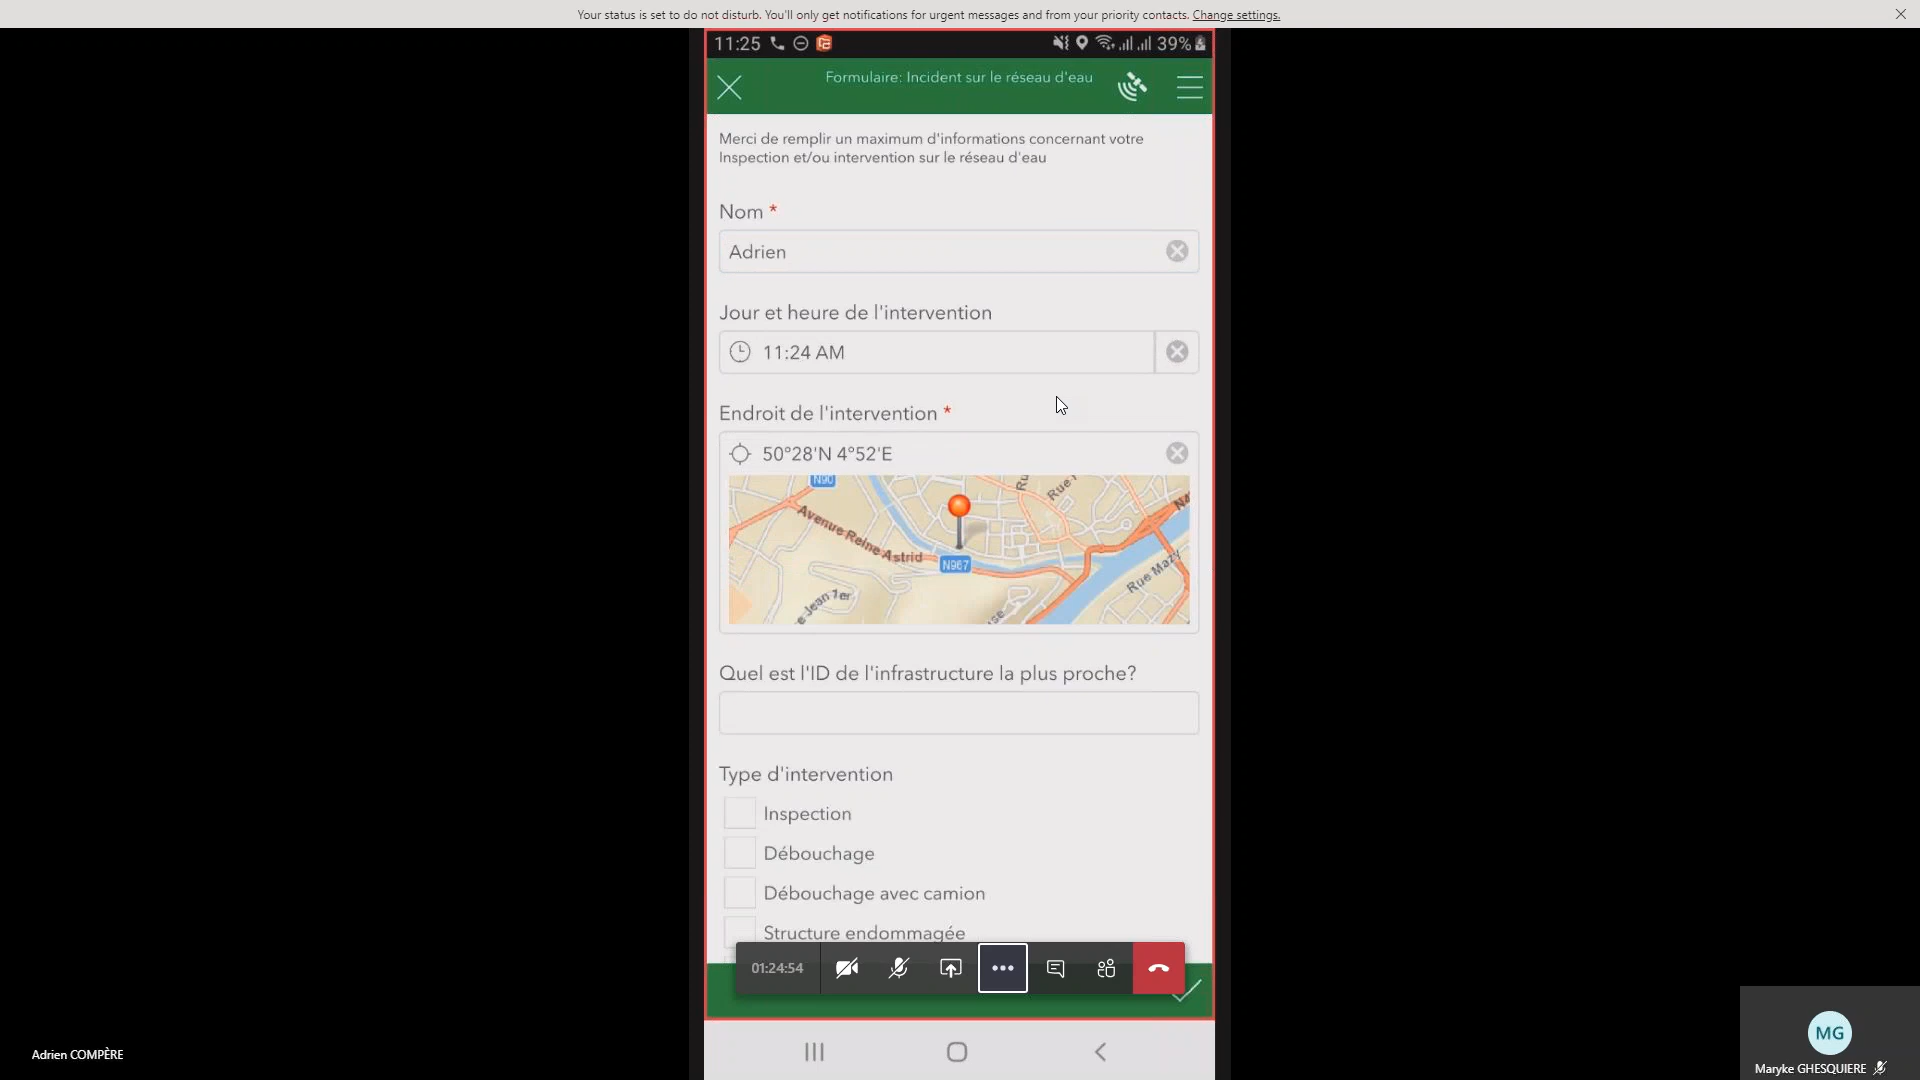 Your status is set to do not disturb. You'll only get notifications for urgent messages and from your priority contacts. Change settings.
11:25
39%
Formulaire: Incident sur le réseau d'eau
Merci de remplir un maximum d'informations concernant votre
Inspection et/ou intervention sur le réseau d'eau
Nom *
Adrien
Jour et heure de l'intervention
11:24 AM
Endroit de l'intervention *
50°28'N 4°52'E
N90
Avenue Reine Astrid
N967
Rue Mazy
Jean 1er
Quel est l'ID de l'infrastructure la plus proche?
Type d'intervention
Inspection
Débouchage
Débouchage avec camion
Structure endommagée
01:24:54
Adrien COMPÈRE
MG
Maryke GHESQUIERE